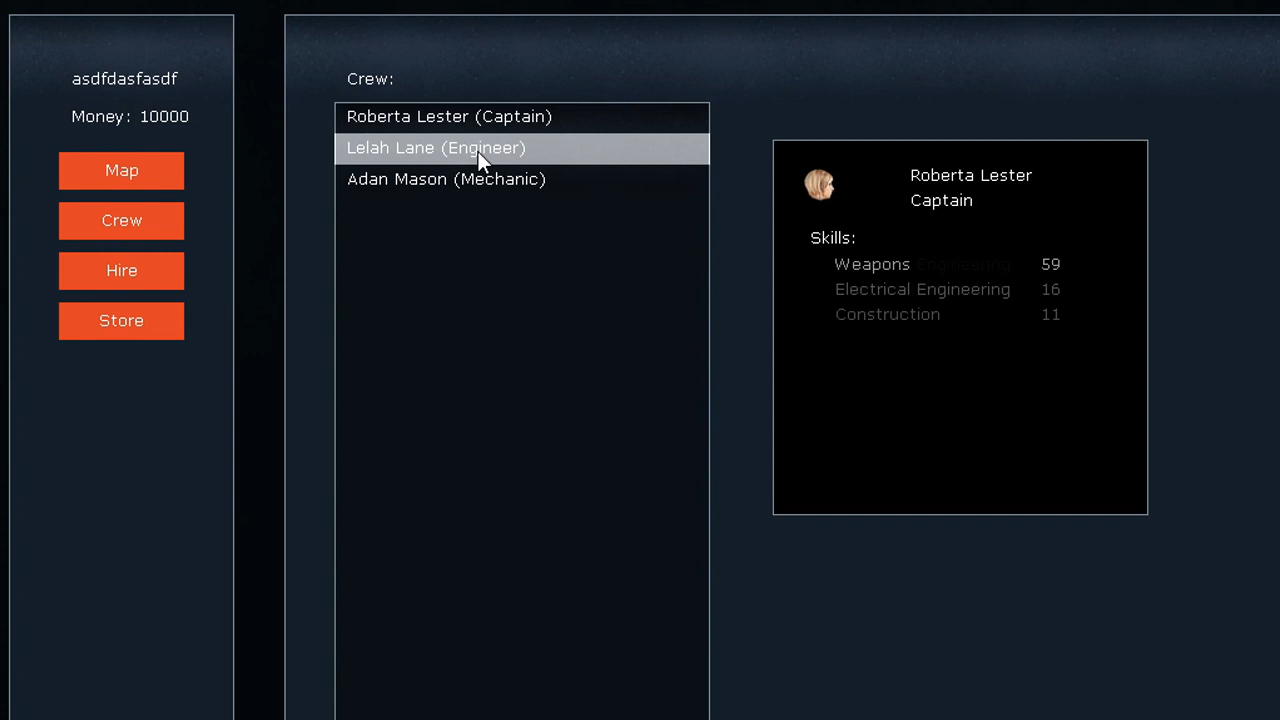 asdfdasfasdf
Money: 10000
Map
Crew
Hire
Store
Crew:
Roberta Lester (Captain)
Lelah Lane (Engineer)
Adan Mason (Mechanic)
Roberta Lester
Captain
Skills:
Weapons Engineering 59
Electrical Engineering 16
Construction 11